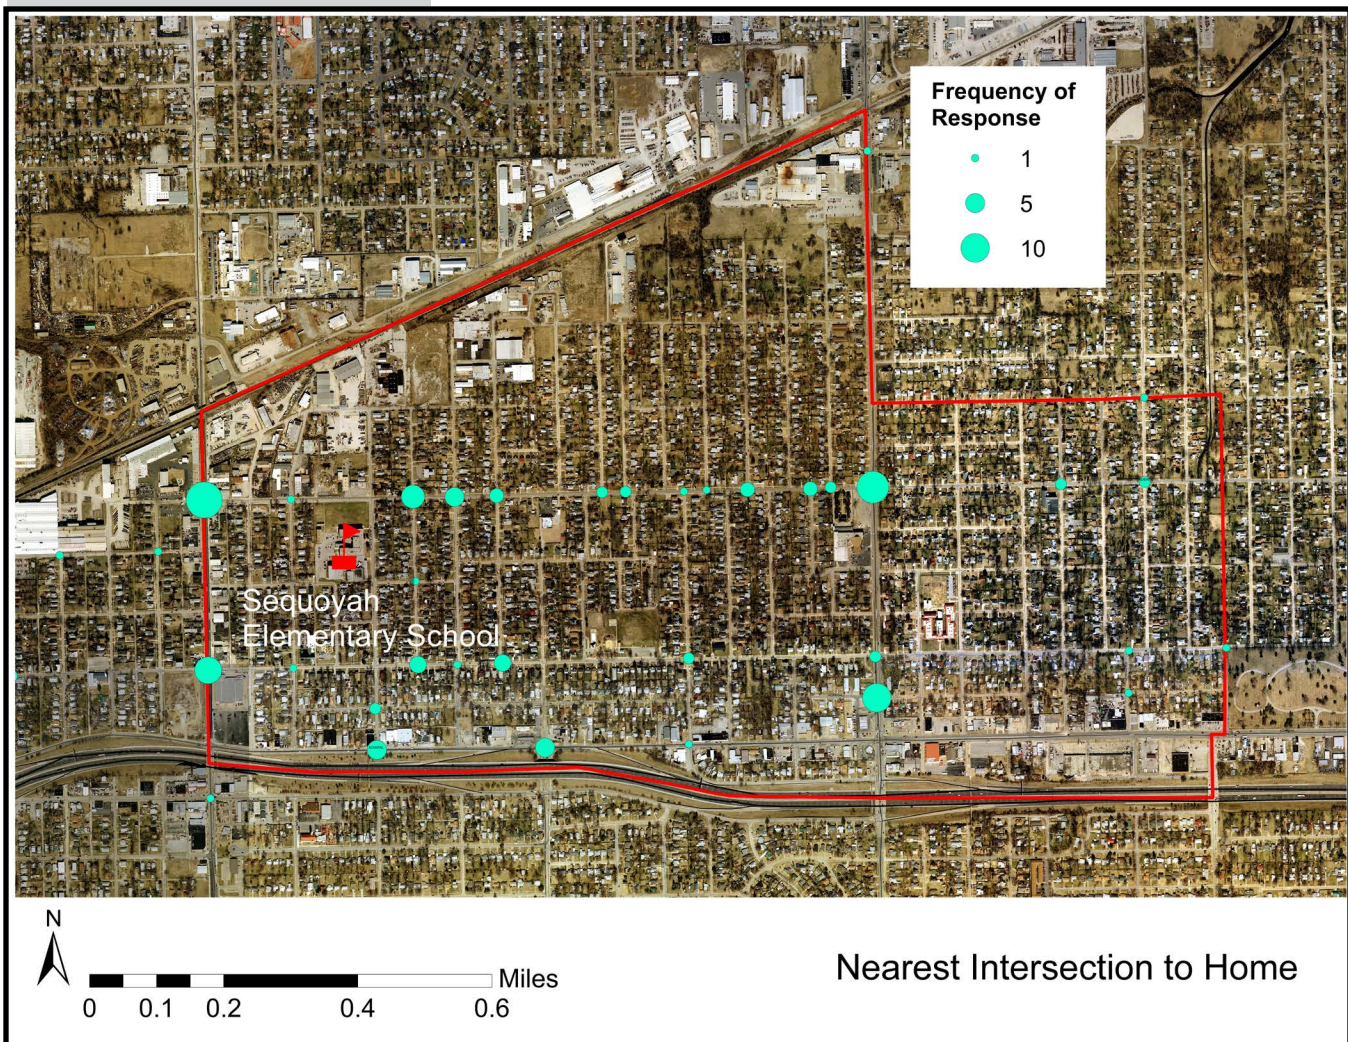 Frequency of
Response
1
5
10
Sequoyah
Elementary School
N
Miles
0 0.1 0.2 0.4 0.6
Nearest Intersection to Home